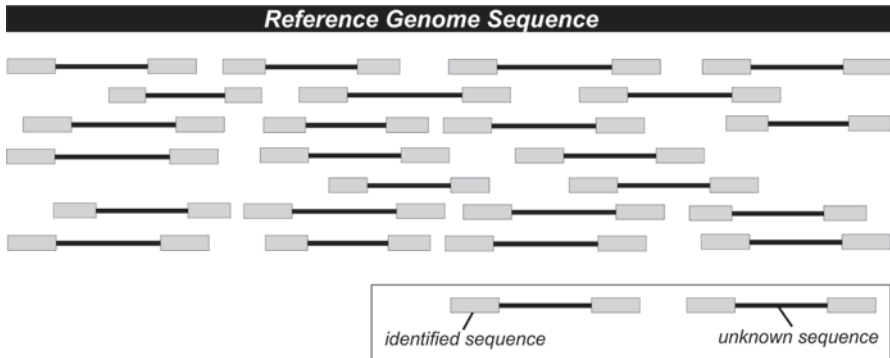 Reference Genome Sequence
identified sequence
unknown sequence